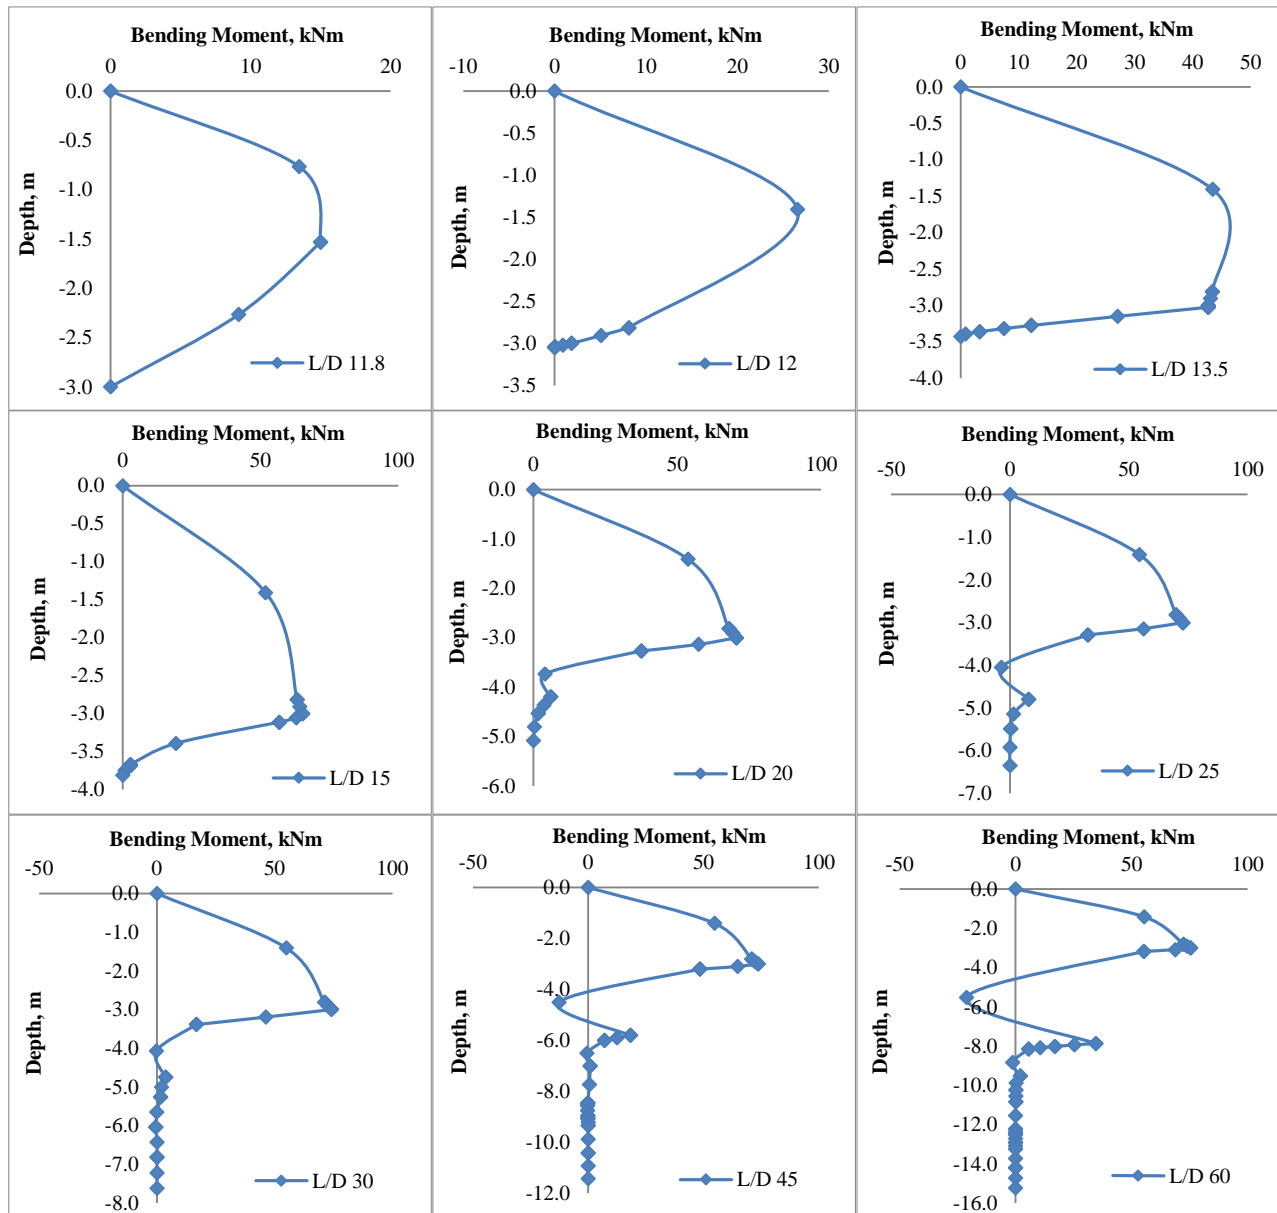 Bending Moment, kNm
0 10 20
0.0
-0.5
-1.0
-1.5
-2.0
-2.5
-3.0
Depth, m
L/D 11.8
Bending Moment, kNm
-10 0 10 20 30
0.0
-0.5
-1.0
-1.5
-2.0
-2.5
-3.0
-3.5
Depth, m
L/D 12
Bending Moment, kNm
0 10 20 30 40 50
0.0
-0.5
-1.0
-1.5
-2.0
-2.5
-3.0
-3.5
-4.0
Depth, m
L/D 13.5
Bending Moment, kNm
0 50 100
0.0
-0.5
-1.0
-1.5
-2.0
-2.5
-3.0
-3.5
-4.0
Depth, m
L/D 15
Bending Moment, kNm
0 50 100
0.0
-1.0
-2.0
-3.0
-4.0
-5.0
-6.0
Depth, m
L/D 20
Bending Moment, kNm
-50 0 50 100
0.0
-1.0
-2.0
-3.0
-4.0
-5.0
-6.0
-7.0
Depth, m
L/D 25
Bending Moment, kNm
-50 0 50 100
0.0
-1.0
-2.0
-3.0
-4.0
-5.0
-6.0
-7.0
-8.0
Depth, m
L/D 30
Bending Moment, kNm
-50 0 50 100
0.0
-2.0
-4.0
-6.0
-8.0
-10.0
-12.0
Depth, m
L/D 45
Bending Moment, kNm
-50 0 50 100
0.0
-2.0
-4.0
-6.0
-8.0
-10.0
-12.0
-14.0
-16.0
Depth, m
L/D 60